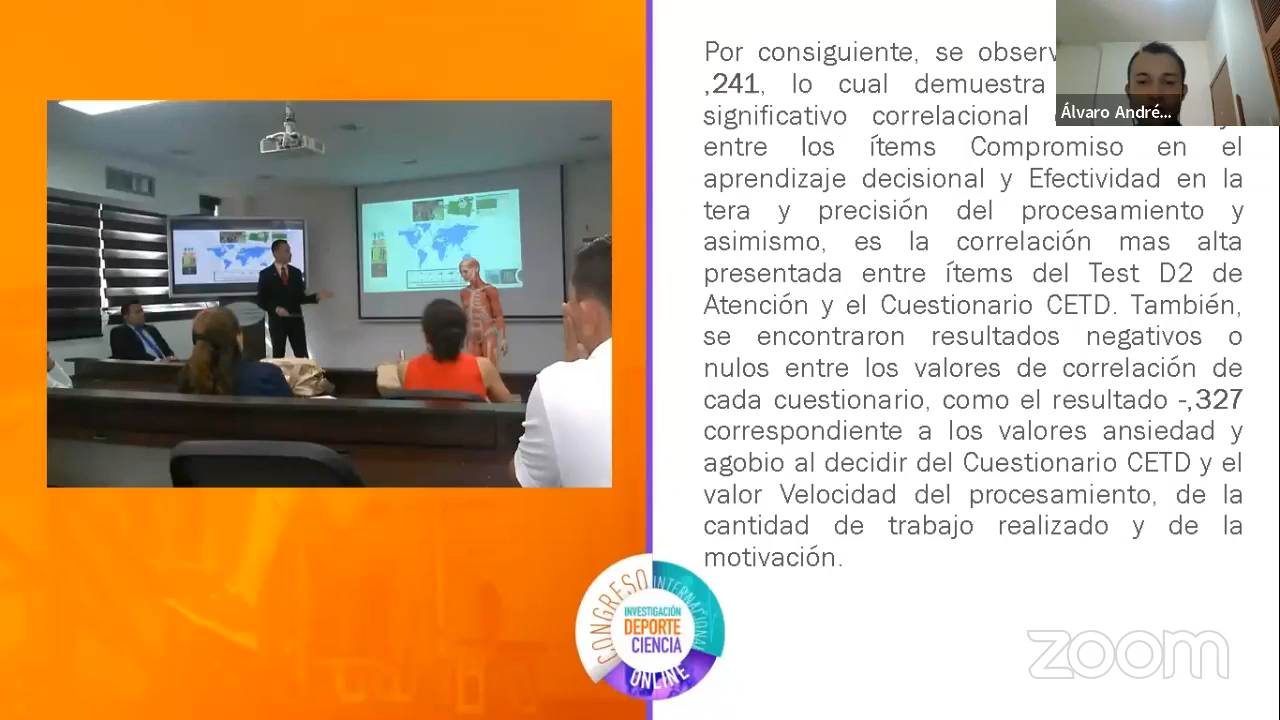 Por consiguiente, se
,241, lo cual demuestra
significativo correlacional
entre los ítems Compromiso en el
aprendizaje decisional y Efectividad en la
tera y precisión del procesamiento y
asimismo, es la correlación mas alta
presentada entre ítems del Test D2 de
Atención y el Cuestionario CETD. También,
se encontraron resultados negativos o
nulos entre los valores de correlación de
cada cuestionario, como el resultado -,327
correspondiente a los valores ansiedad y
agobio al decidir del Cuestionario CETD y el
valor Velocidad del procesamiento, de la
cantidad de trabajo realizado y de la
motivación.
Álvaro André...
CONGRESO
INTERNACIONAL
INVESTIGACIÓN
DEPORTE
CIENCIA
ONLINE
zoom